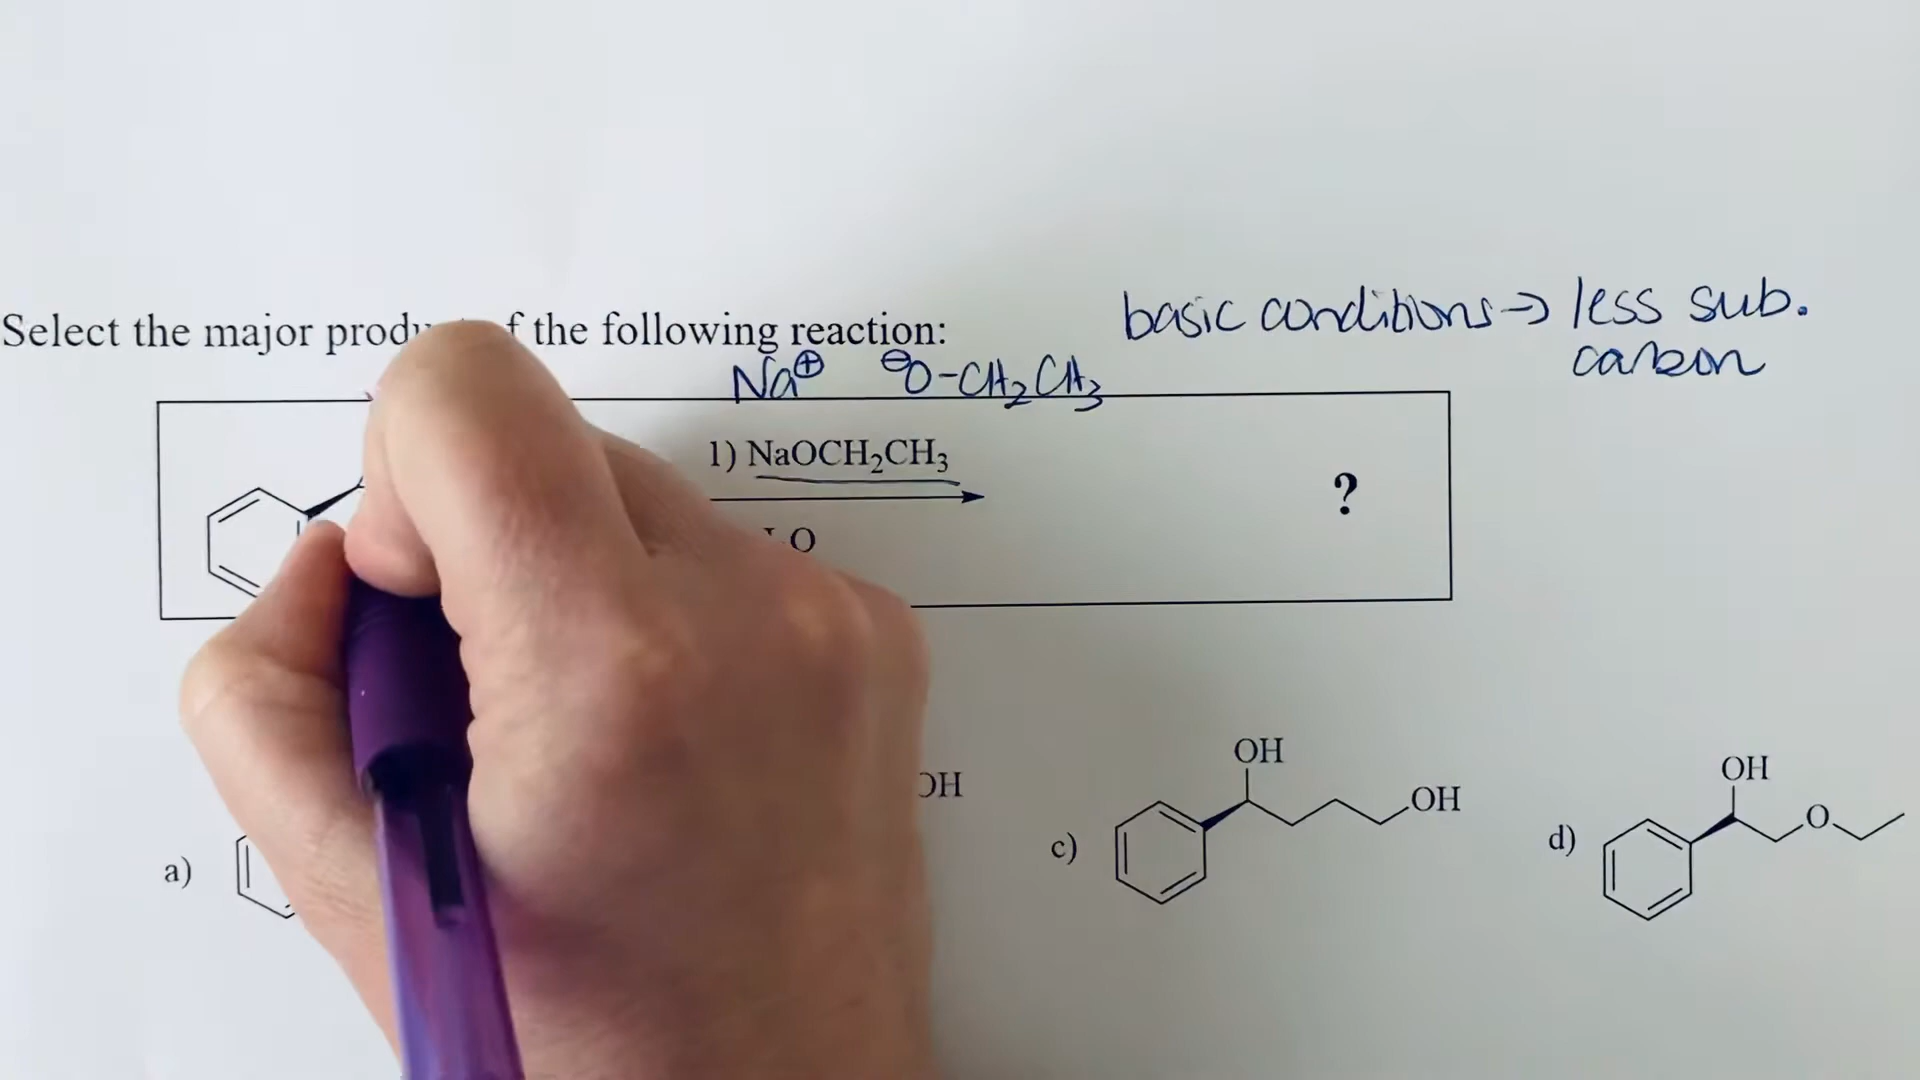 Select the major of the following reaction:
basic conditions → less sub.
carbon
Na⊕ ⊖O-CH₂CH₃
1) NaOCH₂CH₃
?
O
a)
OH
c)
OH
OH
d)
OH
O